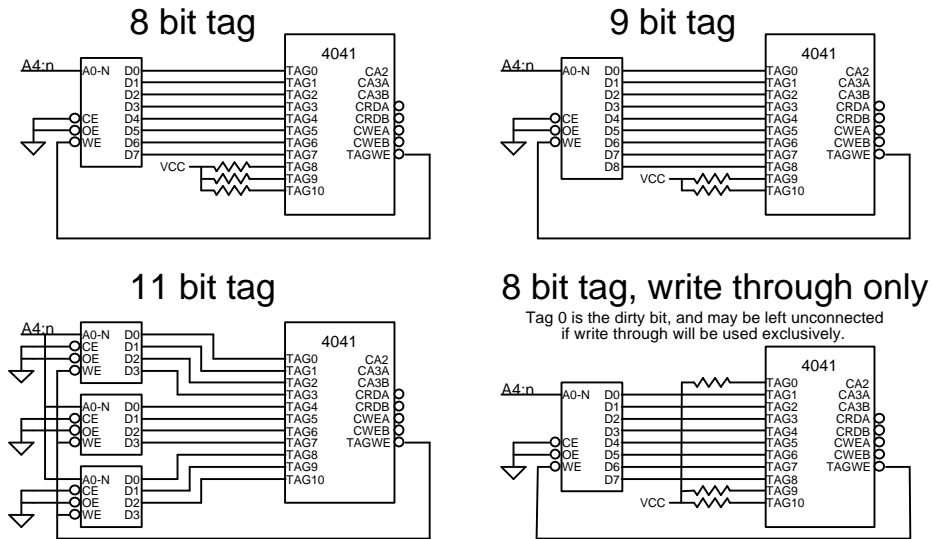 8 bit tag
4041
A4:n
A0-N
D0
D1
D2
D3
D4
D5
D6
D7
CE
OE
WE
VCC
TAG0
TAG1
TAG2
TAG3
TAG4
TAG5
TAG6
TAG7
TAG8
TAG9
TAG10
CA2
CA3A
CA3B
CRDA
CRDB
CWEA
CWEB
TAGWE
9 bit tag
4041
A4:n
A0-N
D0
D1
D2
D3
D4
D5
D6
D7
D8
CE
OE
WE
VCC
TAG0
TAG1
TAG2
TAG3
TAG4
TAG5
TAG6
TAG7
TAG8
TAG9
TAG10
CA2
CA3A
CA3B
CRDA
CRDB
CWEA
CWEB
TAGWE
11 bit tag
4041
A4:n
A0-N
D0
D1
D2
D3
CE
OE
WE
A0-N
D0
D1
D2
D3
CE
OE
WE
A0-N
D0
D1
D2
D3
CE
OE
WE
TAG0
TAG1
TAG2
TAG3
TAG4
TAG5
TAG6
TAG7
TAG8
TAG9
TAG10
CA2
CA3A
CA3B
CRDA
CRDB
CWEA
CWEB
TAGWE
8 bit tag, write through only
Tag 0 is the dirty bit, and may be left unconnected
if write through will be used exclusively.
4041
A4:n
A0-N
D0
D1
D2
D3
D4
D5
D6
D7
CE
OE
WE
VCC
TAG0
TAG1
TAG2
TAG3
TAG4
TAG5
TAG6
TAG7
TAG8
TAG9
TAG10
CA2
CA3A
CA3B
CRDA
CRDB
CWEA
CWEB
TAGWE